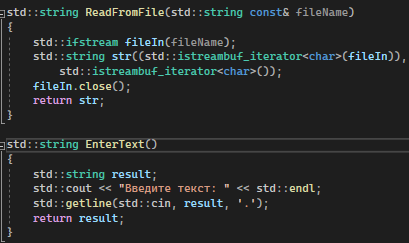 std::string ReadFromFile(std::string const& fileName)
{
    std::ifstream fileIn(fileName);
    std::string str((std::istreambuf_iterator<char>(fileIn)),
        std::istreambuf_iterator<char>());
    fileIn.close();
    return str;
}
std::string EnterText()
{
    std::string result;
    std::cout << "Введите текст: " << std::endl;
    std::getline(std::cin, result, '.');
    return result;
}